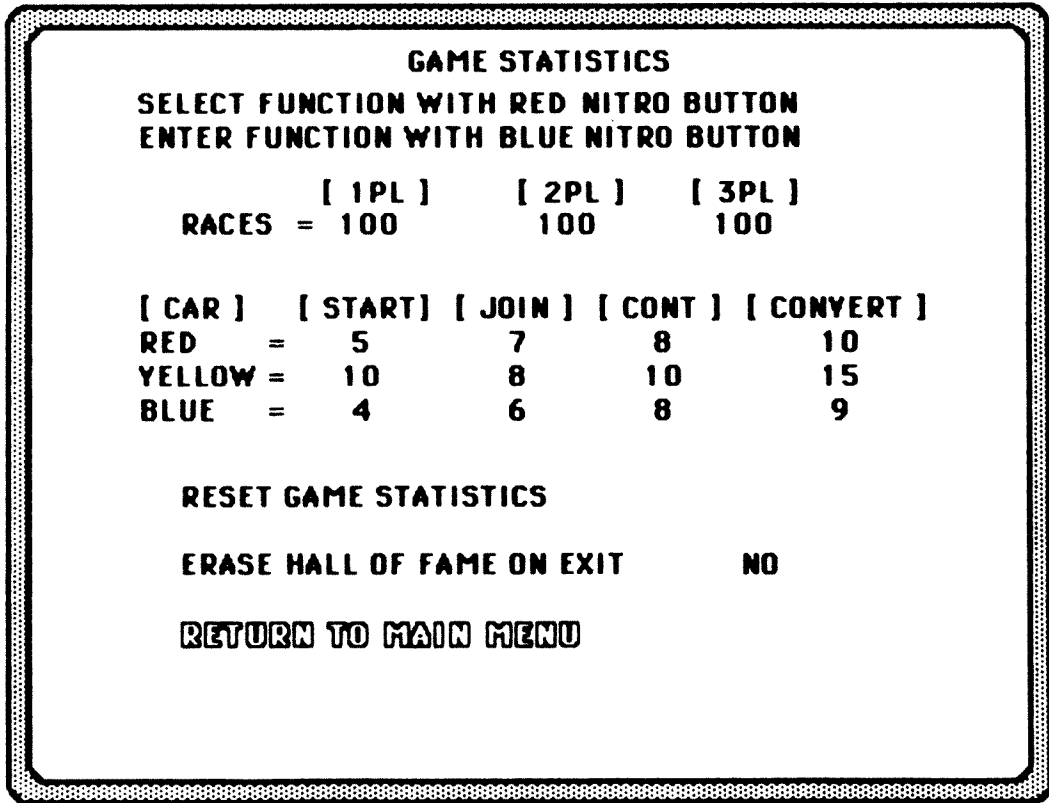 GAME STATISTICS
SELECT FUNCTION WITH RED NITRO BUTTON
ENTER FUNCTION WITH BLUE NITRO BUTTON
[ 1PL ] [ 2PL ] [ 3PL ]
RACES = 100 100 100
[ CAR ] [ START] [ JOIN ] [ CONT ] [ CONVERT ]
RED = 5 7 8 10
YELLOW = 10 8 10 15
BLUE = 4 6 8 9
RESET GAME STATISTICS
ERASE HALL OF FAME ON EXIT NO
RETURN TO MAIN MENU